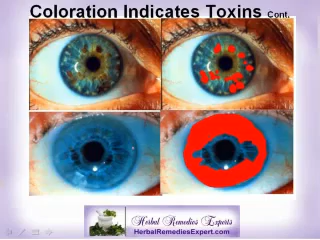 Coloration Indicates Toxins Cont.
Herbal Remedies Experts
HerbalRemediesExpert.com